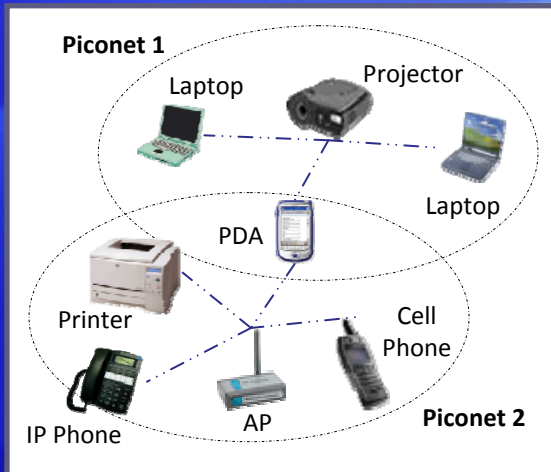 Piconet 1
Laptop
Projector
Laptop
PDA
Printer
Cell
Phone
IP Phone
AP
Piconet 2